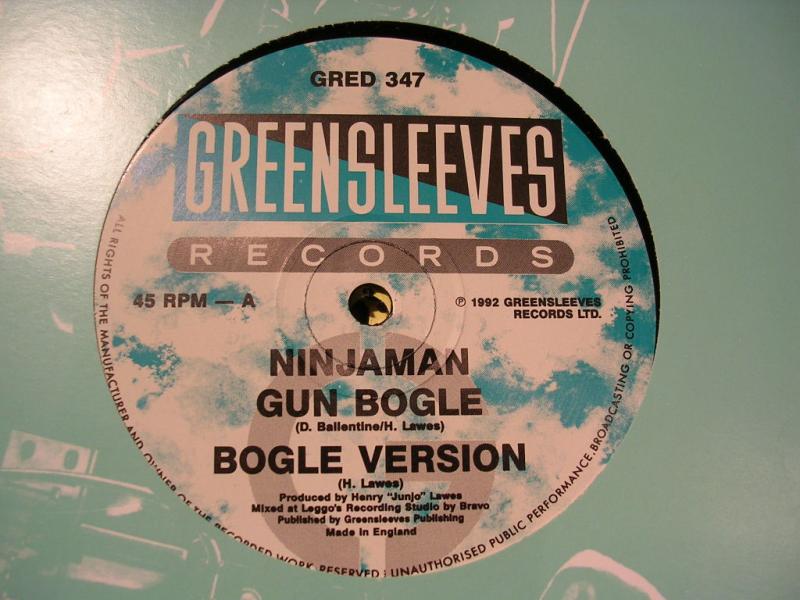 GRED 347
GREENSLEEVES
RECORDS
45 RPM — A
℗ 1992 GREENSLEEVES
RECORDS LTD.
NINJAMAN
GUN BOGLE
(D. Ballentine/H. Lawes)
BOGLE VERSION
(H. Lawes)
Produced by Henry "Junjo" Lawes
Mixed at Leggo's Recording Studio by Bravo
Published by Greensleeves Publishing
Made in England
ALL RIGHTS OF THE MANUFACTURER AND OWNER OF THE RECORDED WORK RESERVED; UNAUTHORISED PUBLIC PERFORMANCE, BROADCASTING OR COPYING PROHIBITED